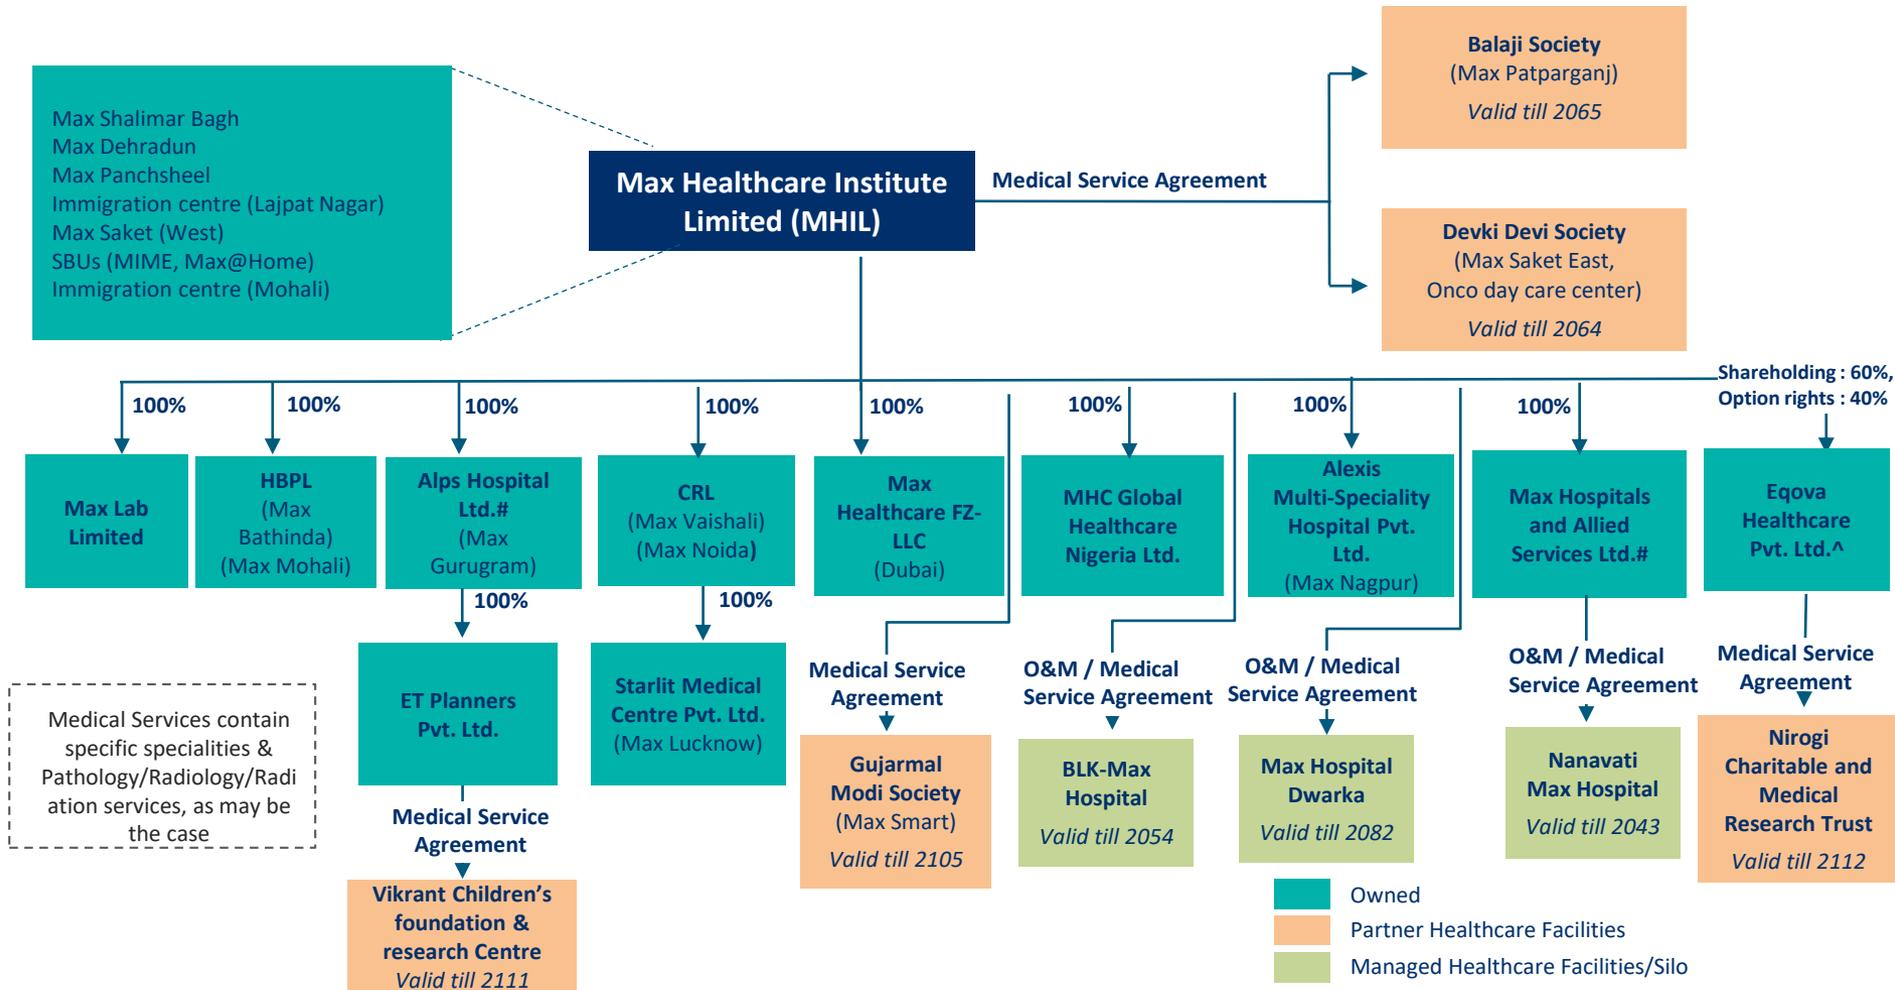 Balaji Society
(Max Patparganj)
Valid till 2065
Max Shalimar Bagh
Max Dehradun
Max Panchsheel
Immigration centre (Lajpat Nagar)
Max Saket (West)
SBUs (MIME, Max@Home)
Immigration centre (Mohali)
Max Healthcare Institute
Limited (MHIL)
Medical Service Agreement
Devki Devi Society
(Max Saket East,
Onco day care center)
Valid till 2064
Shareholding : 60%,
Option rights : 40%
100%
100%
100%
100%
100%
100%
100%
100%
Max Lab
Limited
HBPL
(Max
Bathinda)
(Max Mohali)
Alps Hospital
Ltd.#
(Max
Gurugram)
CRL
(Max Vaishali)
(Max Noida)
Max
Healthcare FZ-
LLC
(Dubai)
MHC Global
Healthcare
Nigeria Ltd.
Alexis
Multi-Speciality
Hospital Pvt.
Ltd.
(Max Nagpur)
Max Hospitals
and Allied
Services Ltd.#
Eqova
Healthcare
Pvt. Ltd.^
100%
100%
ET Planners
Pvt. Ltd.
Starlit Medical
Centre Pvt. Ltd.
(Max Lucknow)
Medical Service
Agreement
O&M / Medical
Service Agreement
O&M / Medical
Service Agreement
O&M / Medical
Service Agreement
Medical Service
Agreement
Medical Services contain
specific specialities &
Pathology/Radiology/Radi
ation services, as may be
the case
Gujarmal
Modi Society
(Max Smart)
Valid till 2105
BLK-Max
Hospital
Valid till 2054
Max Hospital
Dwarka
Valid till 2082
Nanavati
Max Hospital
Valid till 2043
Nirogi
Charitable and
Medical
Research Trust
Valid till 2112
Medical Service
Agreement
Vikrant Children's
foundation &
research Centre
Valid till 2111
Owned
Partner Healthcare Facilities
Managed Healthcare Facilities/Silo